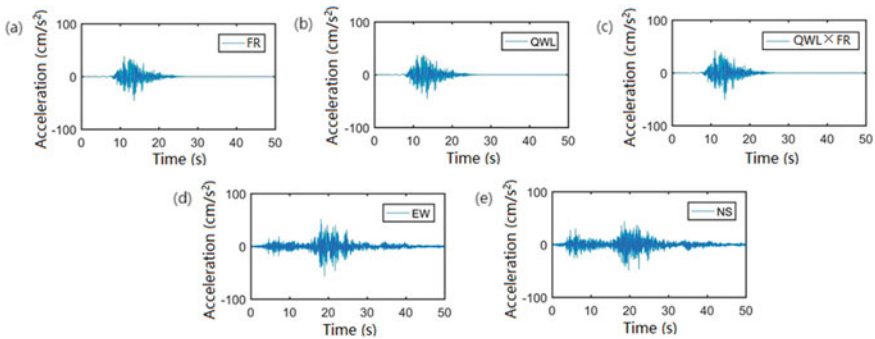 (a)
Acceleration (cm/s²)
100
0
-100
FR
0 10 20 30 40 50
Time (s)
(b)
Acceleration (cm/s²)
100
0
-100
QWL
0 10 20 30 40 50
Time (s)
(c)
Acceleration (cm/s²)
100
0
-100
QWL×FR
0 10 20 30 40 50
Time (s)
(d)
Acceleration (cm/s²)
100
0
-100
EW
0 10 20 30 40 50
Time (s)
(e)
Acceleration (cm/s²)
100
0
-100
NS
0 10 20 30 40 50
Time (s)